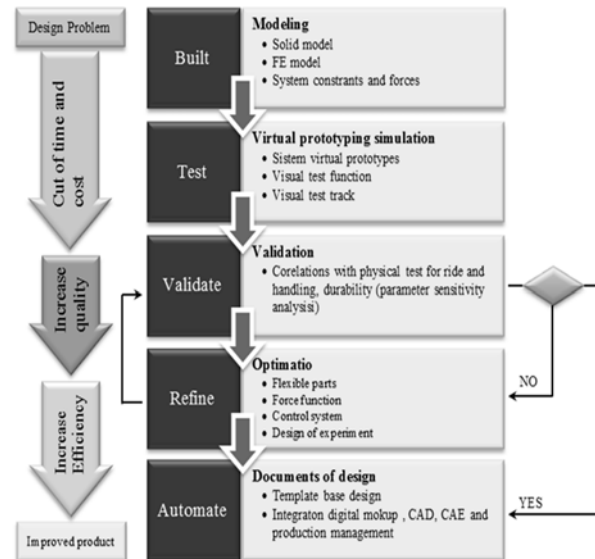 Design Problem
Cut of time and
cost
Increase
quality
Increase
Efficiency
Improved product
Built
Modeling
• Solid model
• FE model
• System constraints and forces
Test
Virtual prototyping simulation
• Sistem virtual prototypes
• Visual test function
• Visual test track
Validate
Validation
• Corelations with physical test for ride and
handling, durability (parameter sensitivity
analysisi)
Refine
Optimatio
• Flexible parts
• Force function
• Control system
• Design of experiment
NO
Automate
Documents of design
• Template base design
• Integraton digital mokup , CAD, CAE and
production management
YES